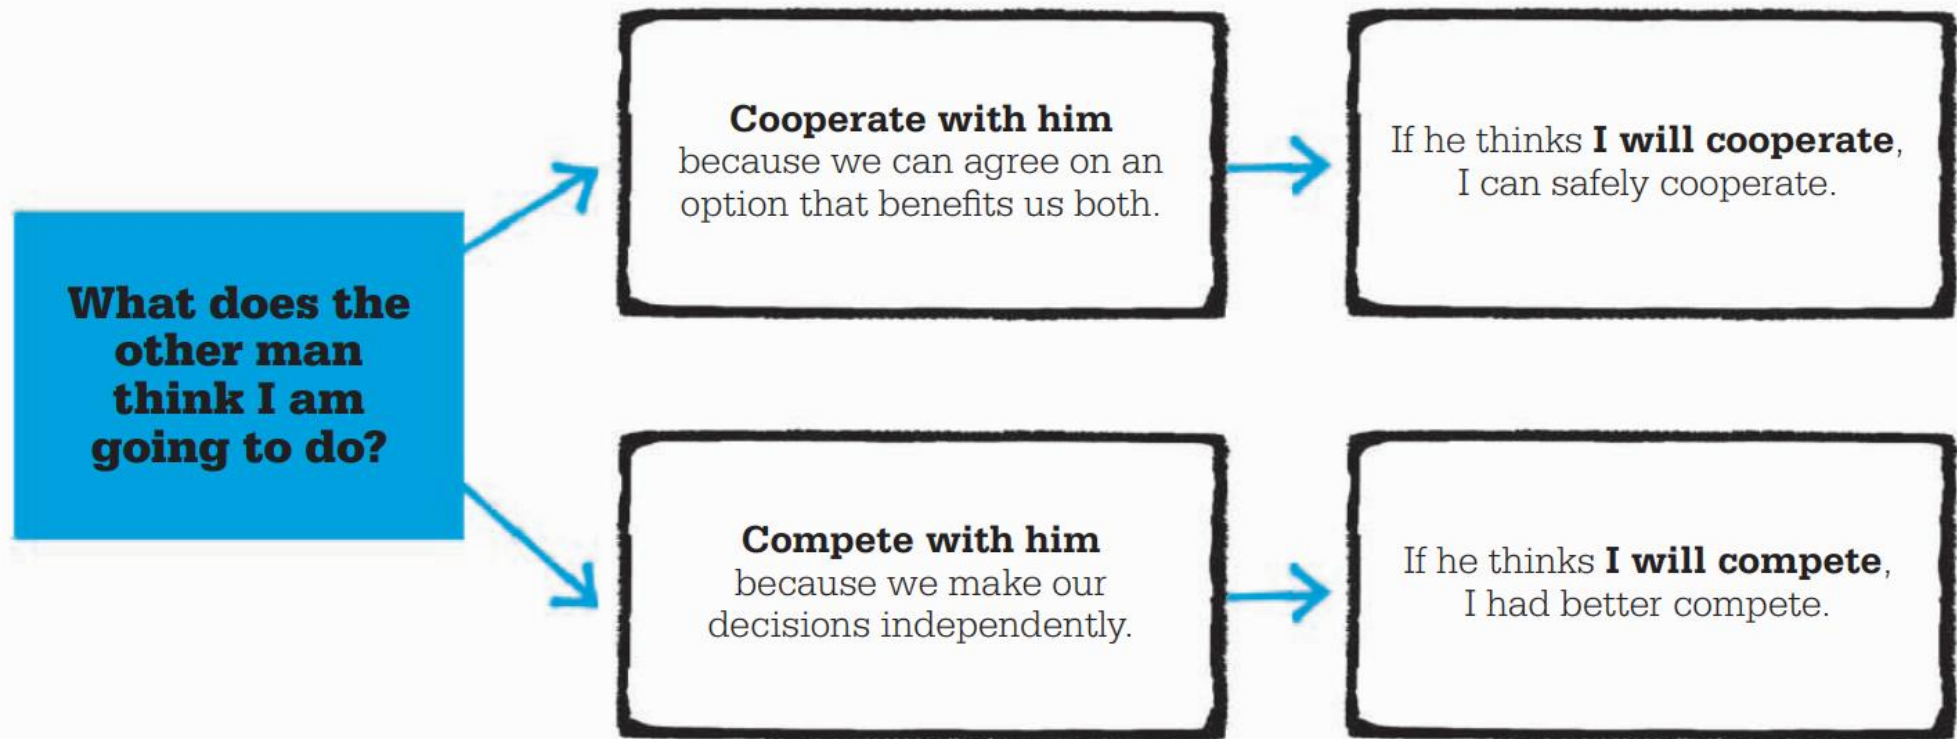 What does the
other man
think I am
going to do?
Cooperate with him
because we can agree on an
option that benefits us both.
If he thinks I will cooperate,
I can safely cooperate.
Compete with him
because we make our
decisions independently.
If he thinks I will compete,
I had better compete.